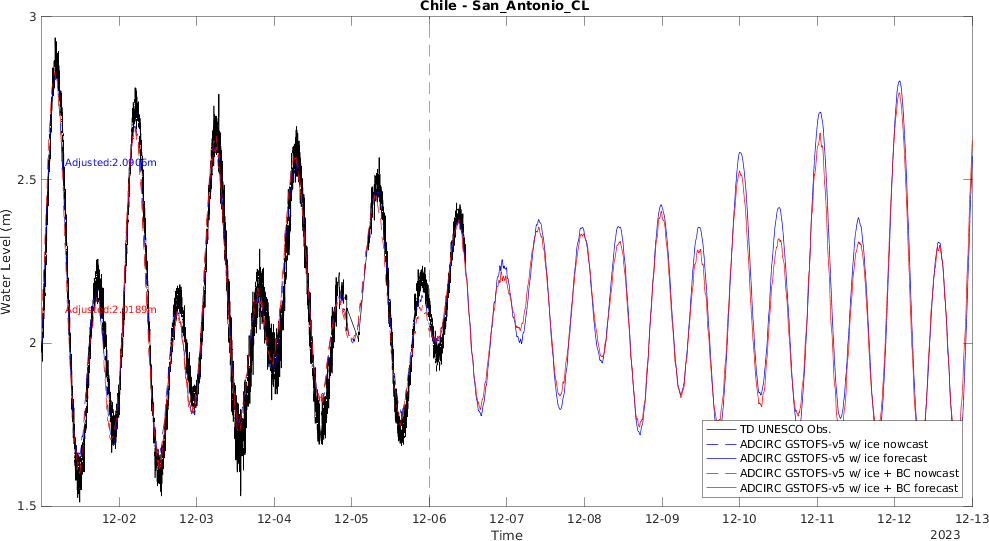 Chile - San_Antonio_CL
3
2.5
2
1.5
Water Level (m)
Adjusted:2.0906m
Adjusted:2.0189m
TD UNESCO Obs.
ADCIRC GSTOFS-v5 w/ ice nowcast
ADCIRC GSTOFS-v5 w/ ice forecast
ADCIRC GSTOFS-v5 w/ ice + BC nowcast
ADCIRC GSTOFS-v5 w/ ice + BC forecast
12-02 12-03 12-04 12-05 12-06 12-07 12-08 12-09 12-10 12-11 12-12 12-13
Time
2023